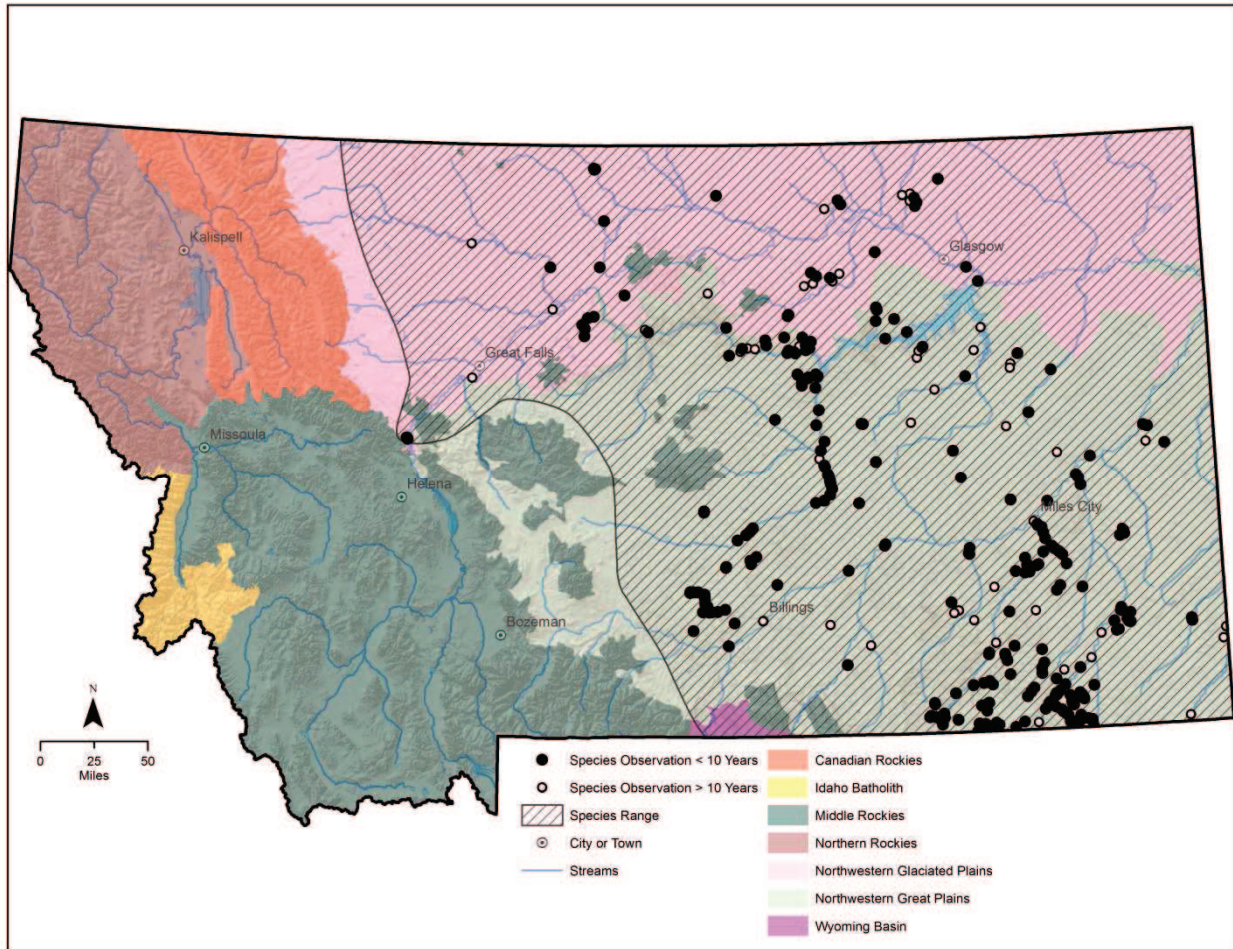 Kalispell
Glasgow
Great Falls
Missoula
Helena
Miles City
Billings
Bozeman
N
0 25 50
Miles
Species Observation < 10 Years
Species Observation > 10 Years
Species Range
City or Town
Streams
Canadian Rockies
Idaho Batholith
Middle Rockies
Northern Rockies
Northwestern Glaciated Plains
Northwestern Great Plains
Wyoming Basin